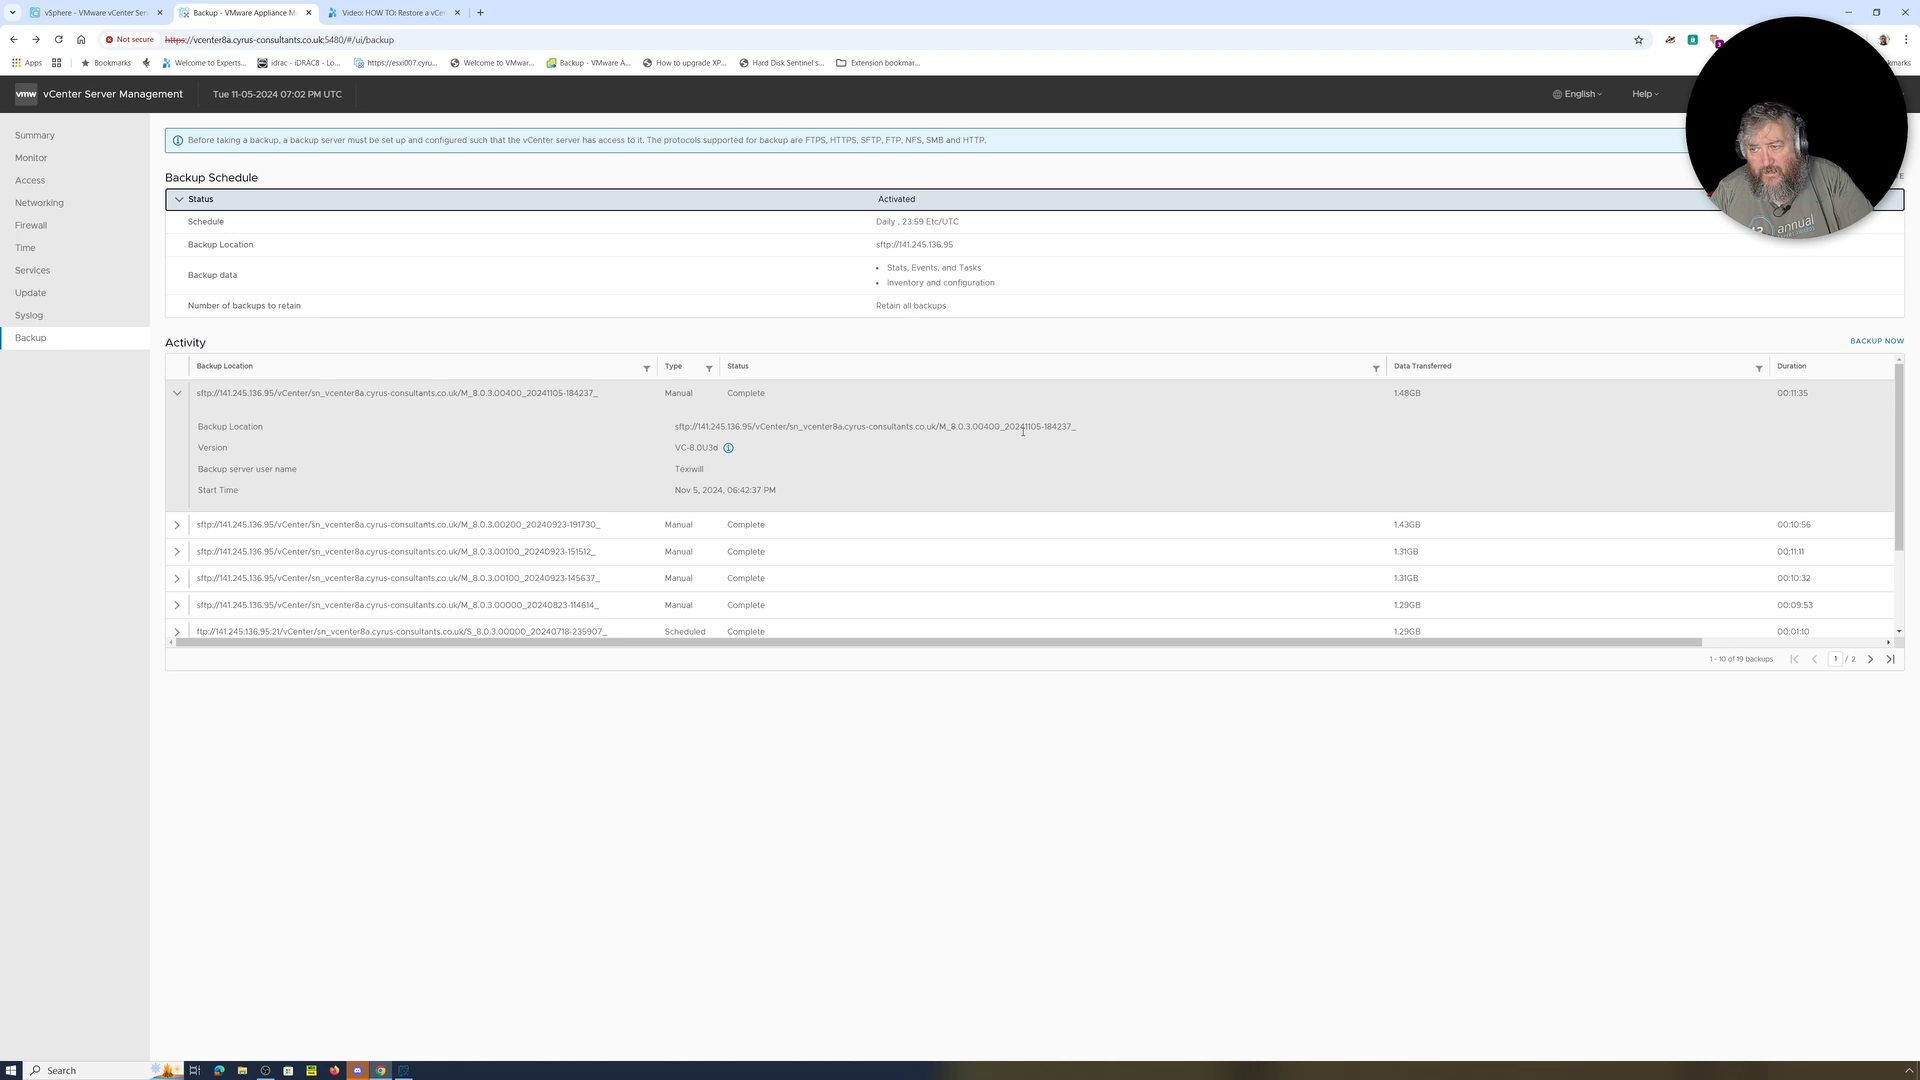 vSphere - VMware vCenter Ser
Backup - VMware Appliance M
Video: HOW TO: Restore a vCe
Not secure
https://vcenter8a.cyrus-consultants.co.uk:5480/#/ui/backup
Apps
Bookmarks
Welcome to Experts...
idrac - iDRAC8 - Lo...
https://esxi007.cyru...
Welcome to VMwar...
Backup - VMware A...
How to upgrade XP...
Hard Disk Sentinel s...
Extension bookmar...
kmarks
vmw
vCenter Server Management
Tue 11-05-2024 07:02 PM UTC
English
Help
Summary
Monitor
Access
Networking
Firewall
Time
Services
Update
Syslog
Backup
Before taking a backup, a backup server must be set up and configured such that the vCenter server has access to it. The protocols supported for backup are FTPS, HTTPS, SFTP, FTP, NFS, SMB and HTTP.
Backup Schedule
Status Activated
Schedule Daily , 23:59 Etc/UTC
Backup Location sftp://141.245.136.95
Backup data
• Stats, Events, and Tasks
• Inventory and configuration
Number of backups to retain Retain all backups
annual
Activity
BACKUP NOW
Backup Location Type Status Data Transferred Duration
sftp://141.245.136.95/vCenter/sn_vcenter8a.cyrus-consultants.co.uk/M_8.0.3.00400_20241105-184237_ Manual Complete 1.48GB 00:11:35
Backup Location sftp://141.245.136.95/vCenter/sn_vcenter8a.cyrus-consultants.co.uk/M_8.0.3.00400_20241105-184237_
Version VC-8.0U3d
Backup server user name Texiwill
Start Time Nov 5, 2024, 06:42:37 PM
sftp://141.245.136.95/vCenter/sn_vcenter8a.cyrus-consultants.co.uk/M_8.0.3.00200_20240923-191730_ Manual Complete 1.43GB 00:10:56
sftp://141.245.136.95/vCenter/sn_vcenter8a.cyrus-consultants.co.uk/M_8.0.3.00100_20240923-151512_ Manual Complete 1.31GB 00:11:11
sftp://141.245.136.95/vCenter/sn_vcenter8a.cyrus-consultants.co.uk/M_8.0.3.00100_20240923-145637_ Manual Complete 1.31GB 00:10:32
sftp://141.245.136.95/vCenter/sn_vcenter8a.cyrus-consultants.co.uk/M_8.0.3.00000_20240823-114614_ Manual Complete 1.29GB 00:09:53
ftp://141.245.136.95:21/vCenter/sn_vcenter8a.cyrus-consultants.co.uk/S_8.0.3.00000_20240718-235907_ Scheduled Complete 1.29GB 00:01:10
1 - 10 of 19 backups
1 / 2
Search